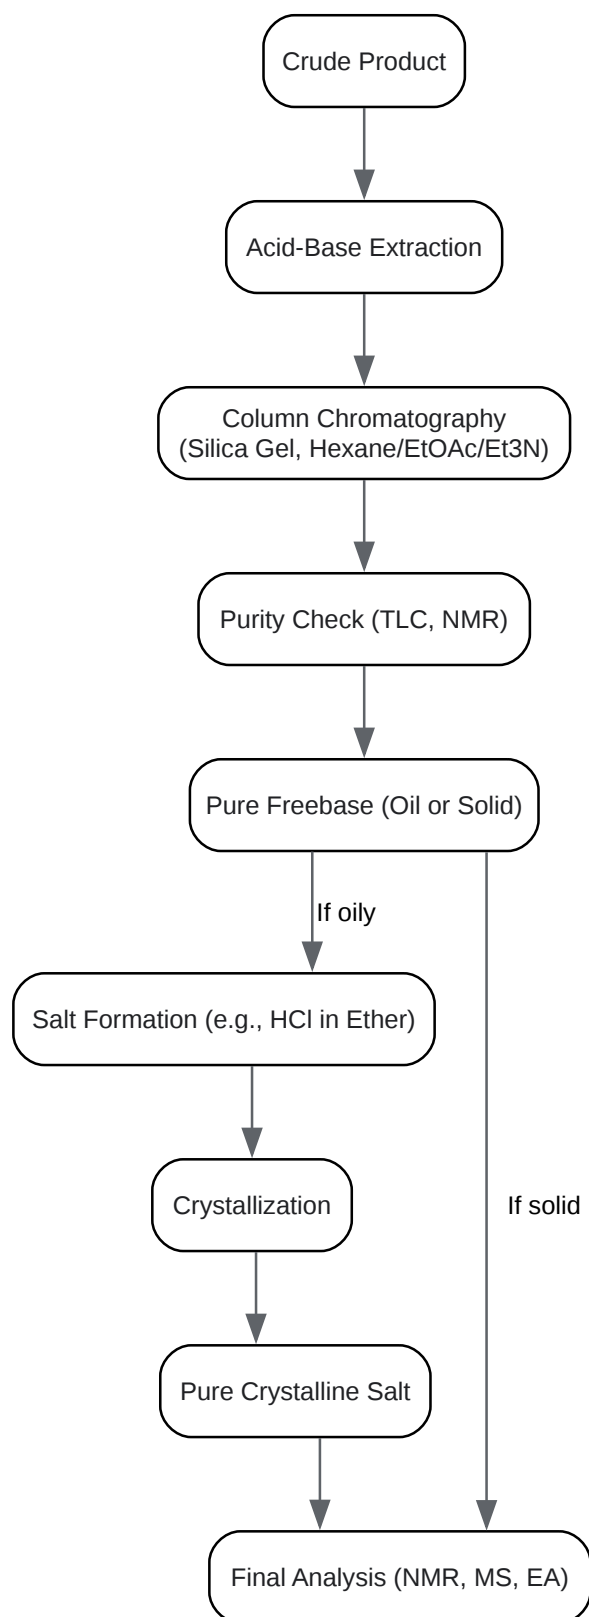 Crude Product
Acid-Base Extraction
Column Chromatography
(Silica Gel, Hexane/EtOAc/Et3N)
Purity Check (TLC, NMR)
Pure Freebase (Oil or Solid)
If oily
Salt Formation (e.g., HCl in Ether)
Crystallization
If solid
Pure Crystalline Salt
Final Analysis (NMR, MS, EA)